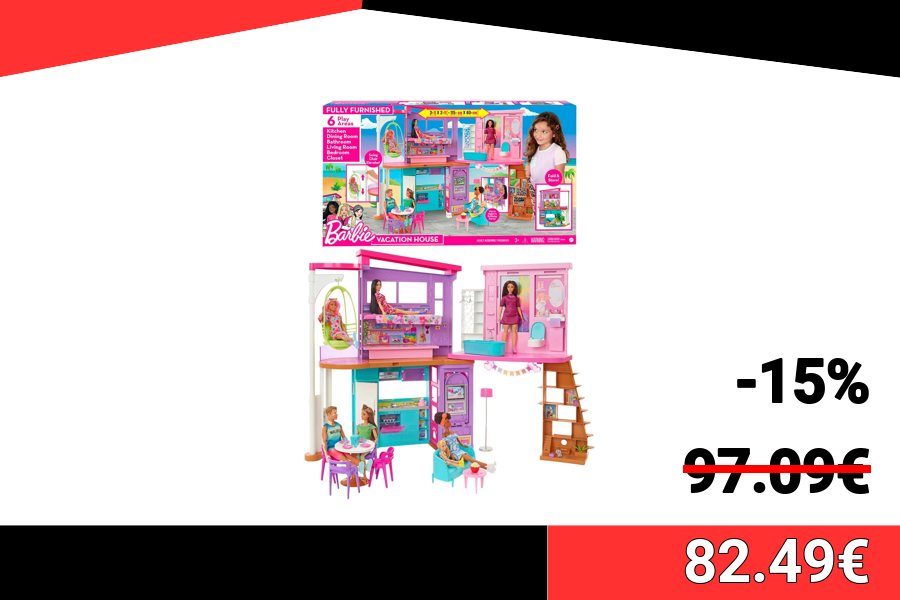 FULLY FURNISHED
6 Play Areas
Kitchen
Dining Room
Bathroom
Living Room
Bedroom
Closet
Barbie
VACATION HOUSE
WARNING
-15%
97.09€
82.49€